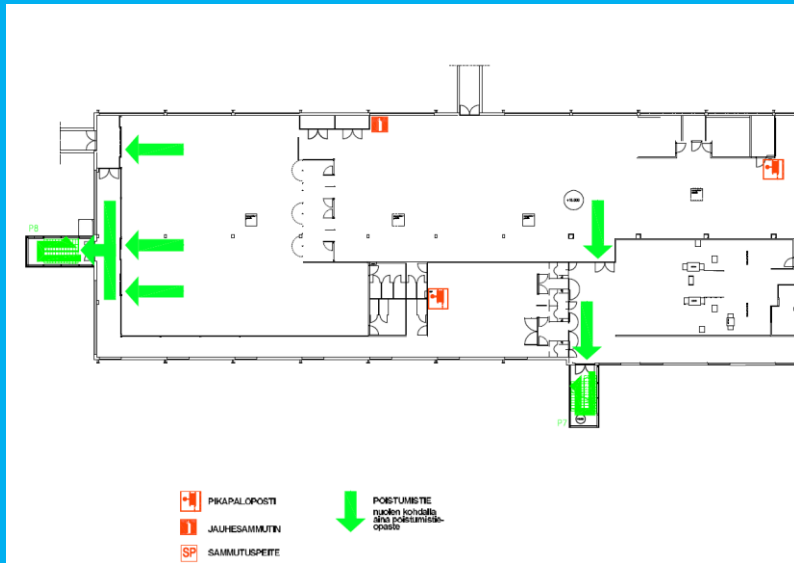 P8
P7
PIKAPALOPOSTI
JAUHESAMMUTIN
SP SAMMUTUSPEITE
POISTUMISTIE
nuolen kohdalla
aina poistumistie-
opaste